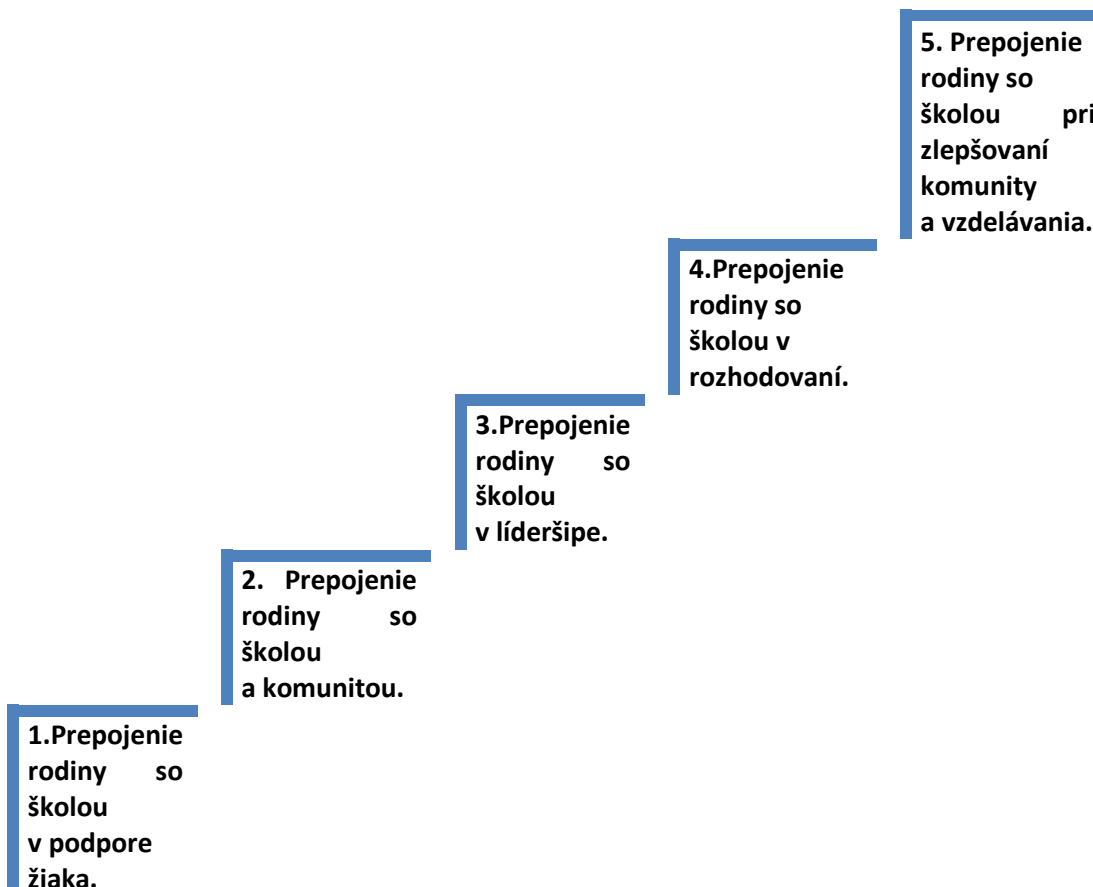 5. Prepojenie
rodiny so
školou pri
zlepšovaní
komunity
a vzdelávania.
4.Prepojenie
rodiny so
školou v
rozhodovaní.
3.Prepojenie
rodiny so
školou
v líderšipe.
2. Prepojenie
rodiny so
školou
a komunitou.
1.Prepojenie
rodiny so
školou
v podpore
žiaka.